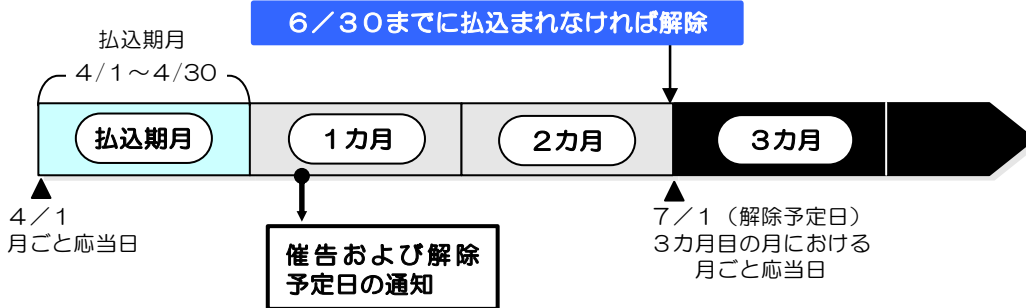 6／30までに払込まれなければ解除
払込期月
4/1～4/30
払込期月
1カ月
2カ月
3カ月
4／1
月ごと応当日
催告および解除
予定日の通知
7／1（解除予定日）
3カ月目の月における
月ごと応当日